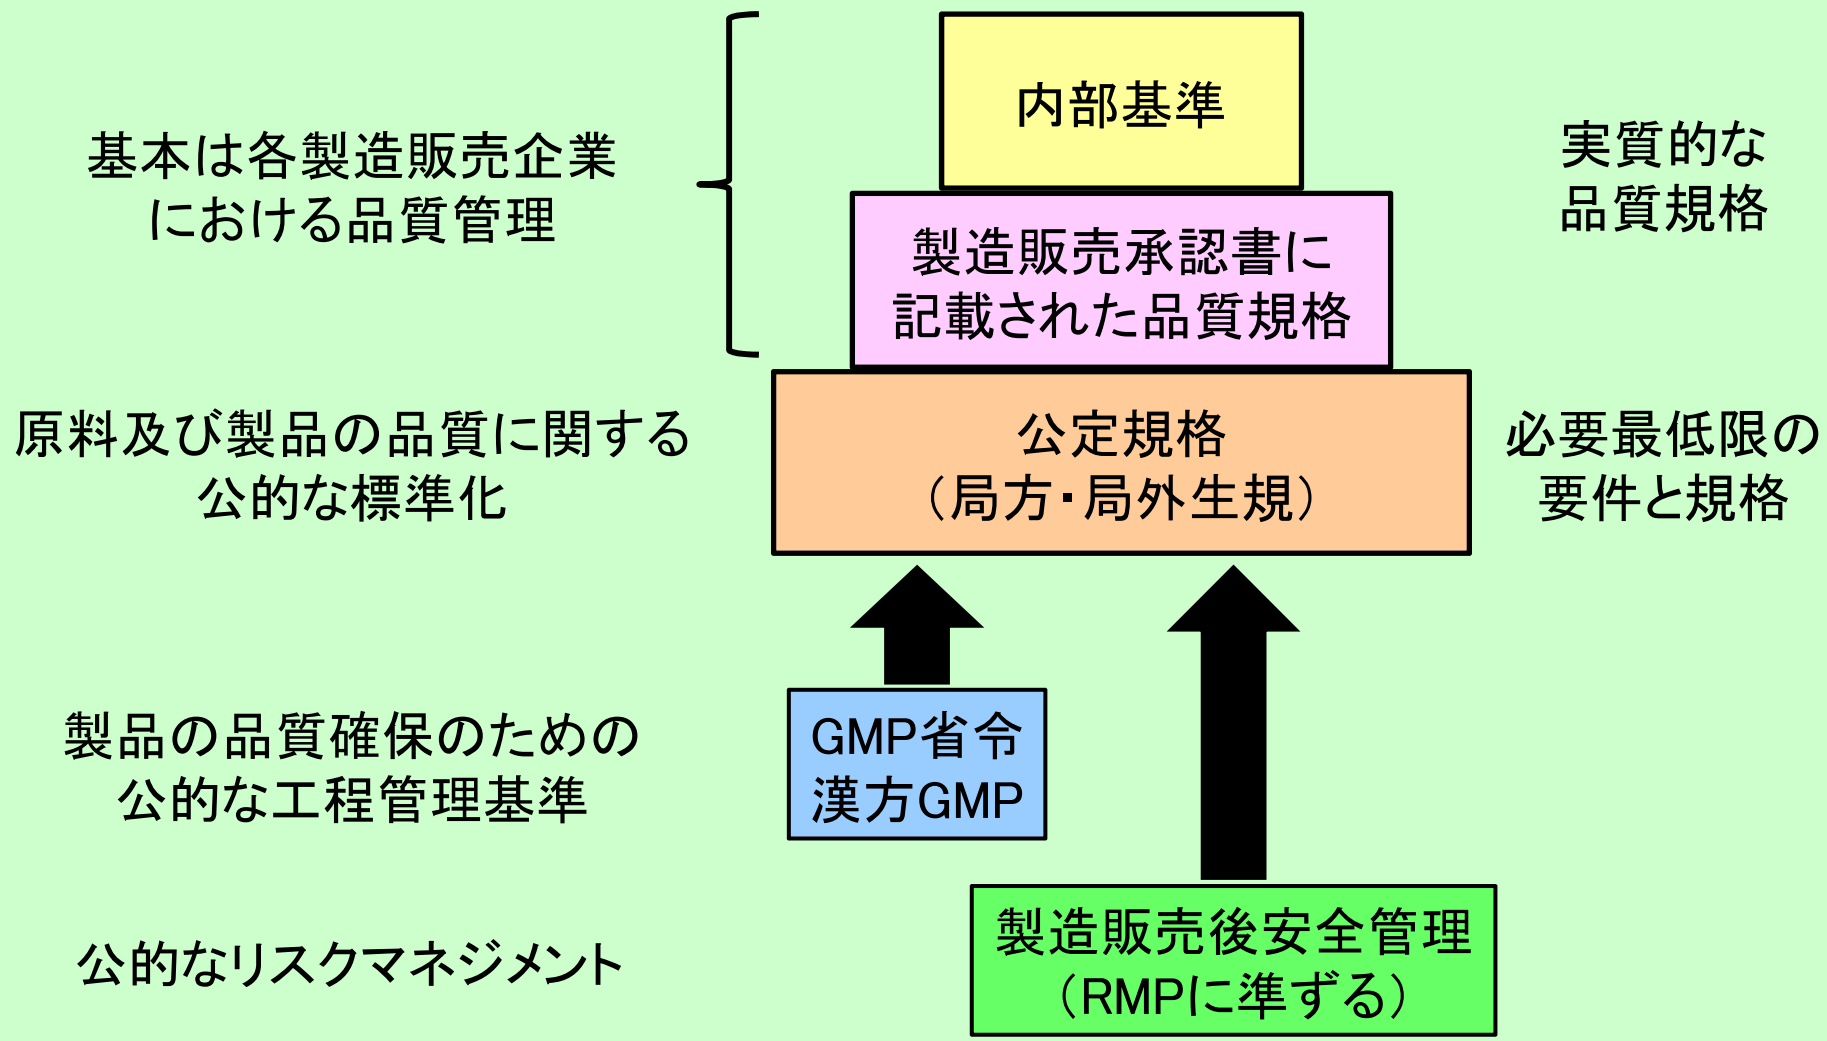 内部基準
基本は各製造販売企業
における品質管理
実質的な
品質規格
製造販売承認書に
記載された品質規格
原料及び製品の品質に関する
公的な標準化
公定規格
（局方・局外生規）
必要最低限の
要件と規格
製品の品質確保のための
公的な工程管理基準
GMP省令
漢方GMP
公的なリスクマネジメント
製造販売後安全管理
（RMPに準ずる）